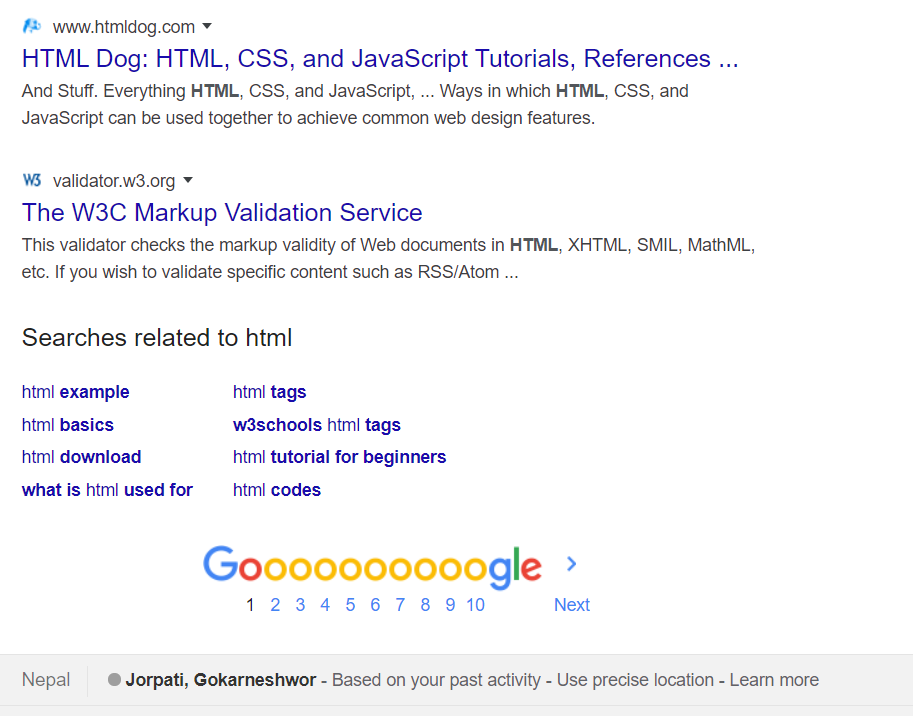 www.htmldog.com
HTML Dog: HTML, CSS, and JavaScript Tutorials, References ...
And Stuff. Everything HTML, CSS, and JavaScript, ... Ways in which HTML, CSS, and
JavaScript can be used together to achieve common web design features.
W3 validator.w3.org
The W3C Markup Validation Service
This validator checks the markup validity of Web documents in HTML, XHTML, SMIL, MathML,
etc. If you wish to validate specific content such as RSS/Atom ...
Searches related to html
html example html tags
html basics w3schools html tags
html download html tutorial for beginners
what is html used for html codes
Goooooooooogle
1 2 3 4 5 6 7 8 9 10 Next
Nepal Jorpati, Gokarneshwor - Based on your past activity - Use precise location - Learn more